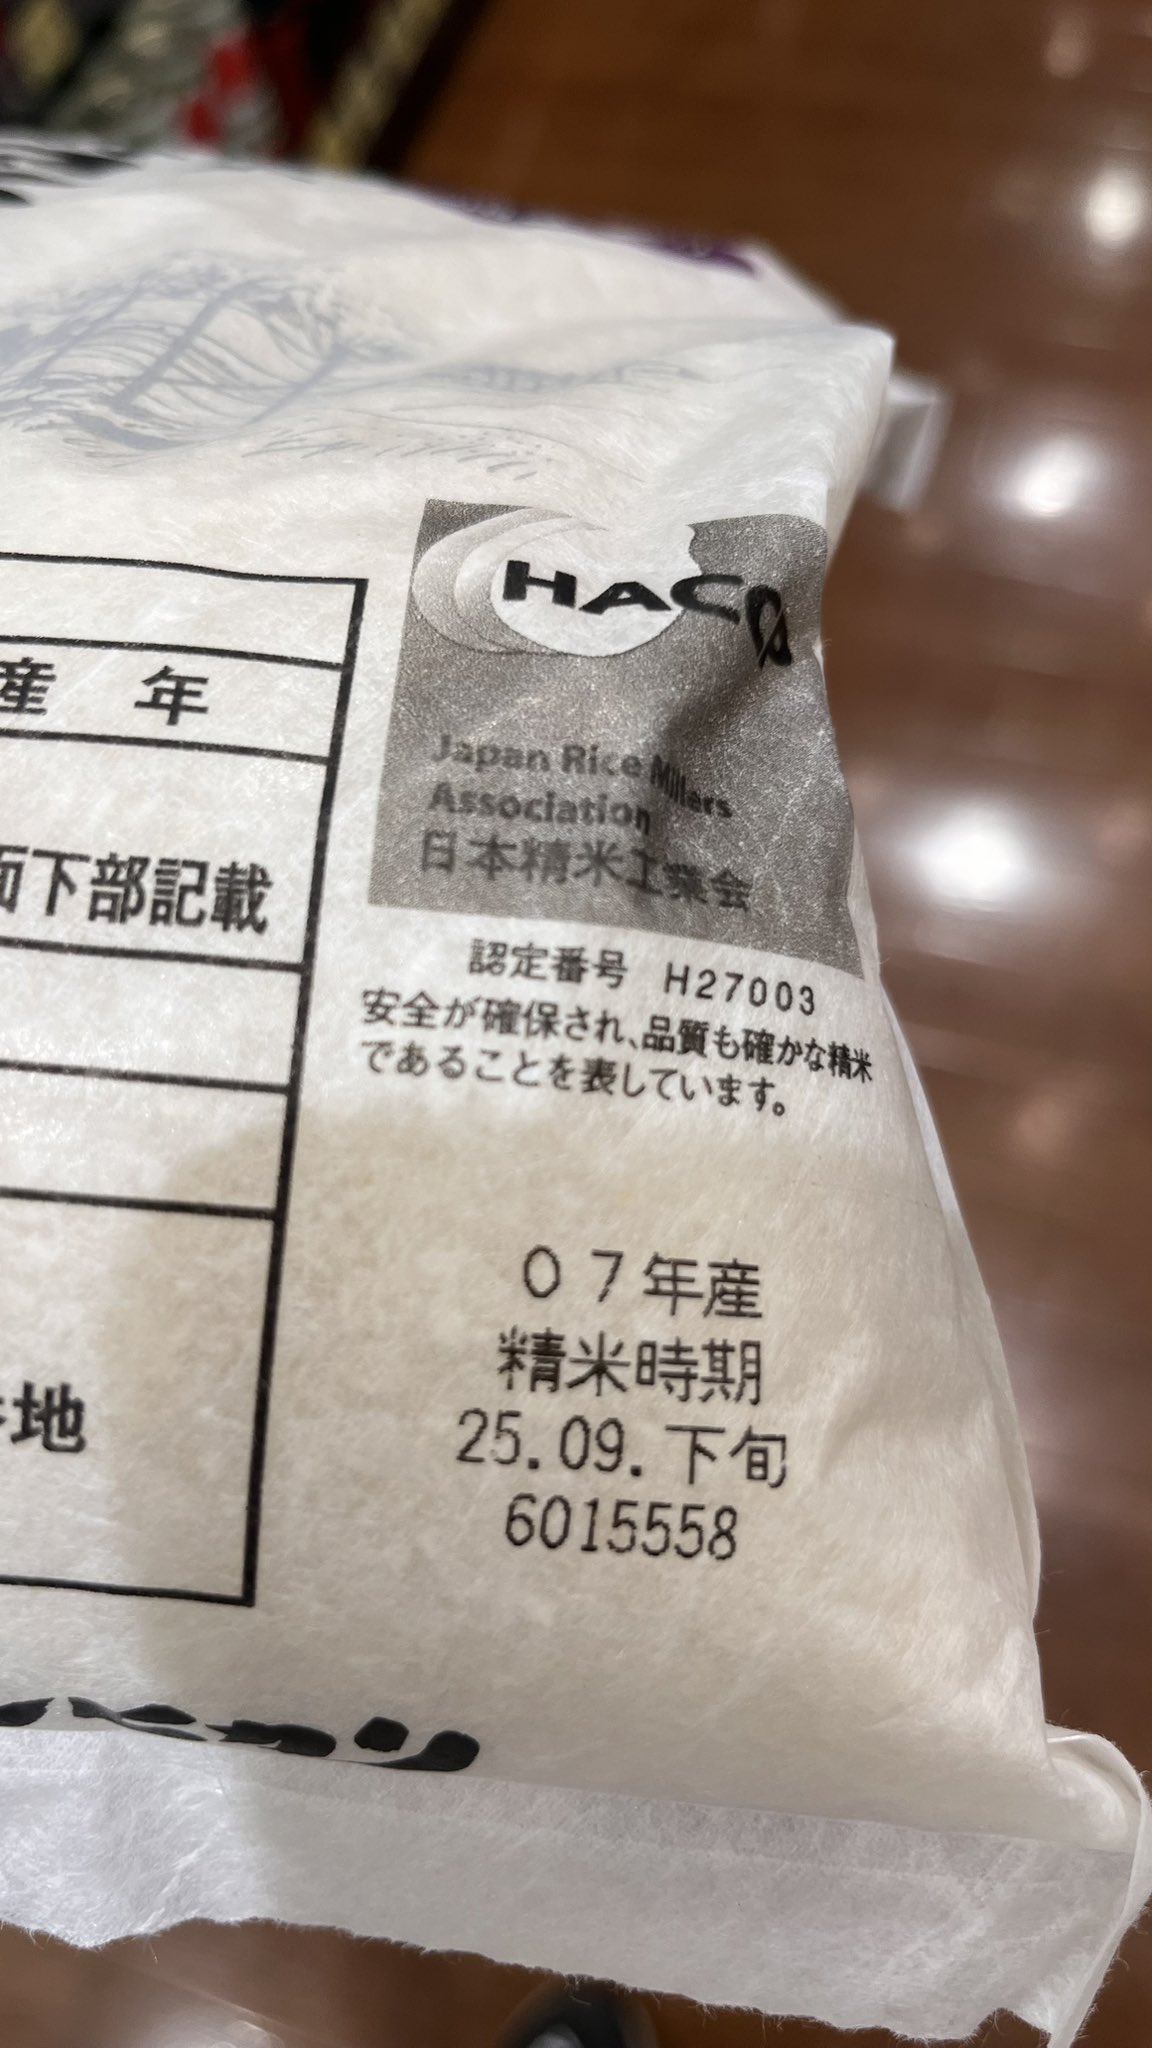 HACCP
Japan Rice Millers
Association
日本精米工業会
認定番号 H27003
安全が確保され、品質も確かな精米
であることを表しています。
産 年
面下部記載
地
07年産
精米時期
25.09.下旬
6015558